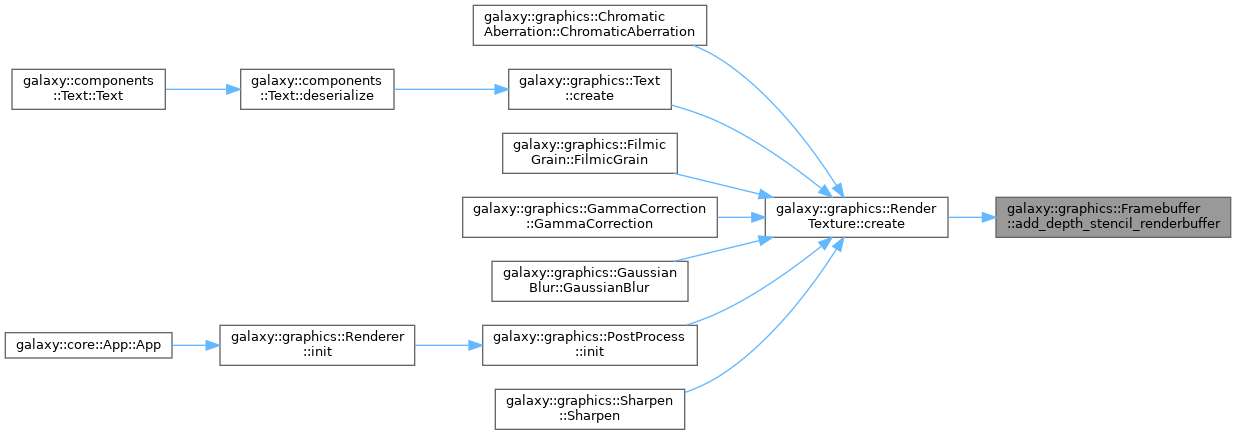 galaxy::graphics::Chromatic
Aberration::ChromaticAberration
galaxy::components
::Text::Text
galaxy::components
::Text::deserialize
galaxy::graphics::Text
::create
galaxy::graphics::Filmic
Grain::FilmicGrain
galaxy::graphics::GammaCorrection
::GammaCorrection
galaxy::graphics::Render
Texture::create
galaxy::graphics::Framebuffer
::add_depth_stencil_renderbuffer
galaxy::graphics::Gaussian
Blur::GaussianBlur
galaxy::core::App::App
galaxy::graphics::Renderer
::init
galaxy::graphics::PostProcess
::init
galaxy::graphics::Sharpen
::Sharpen